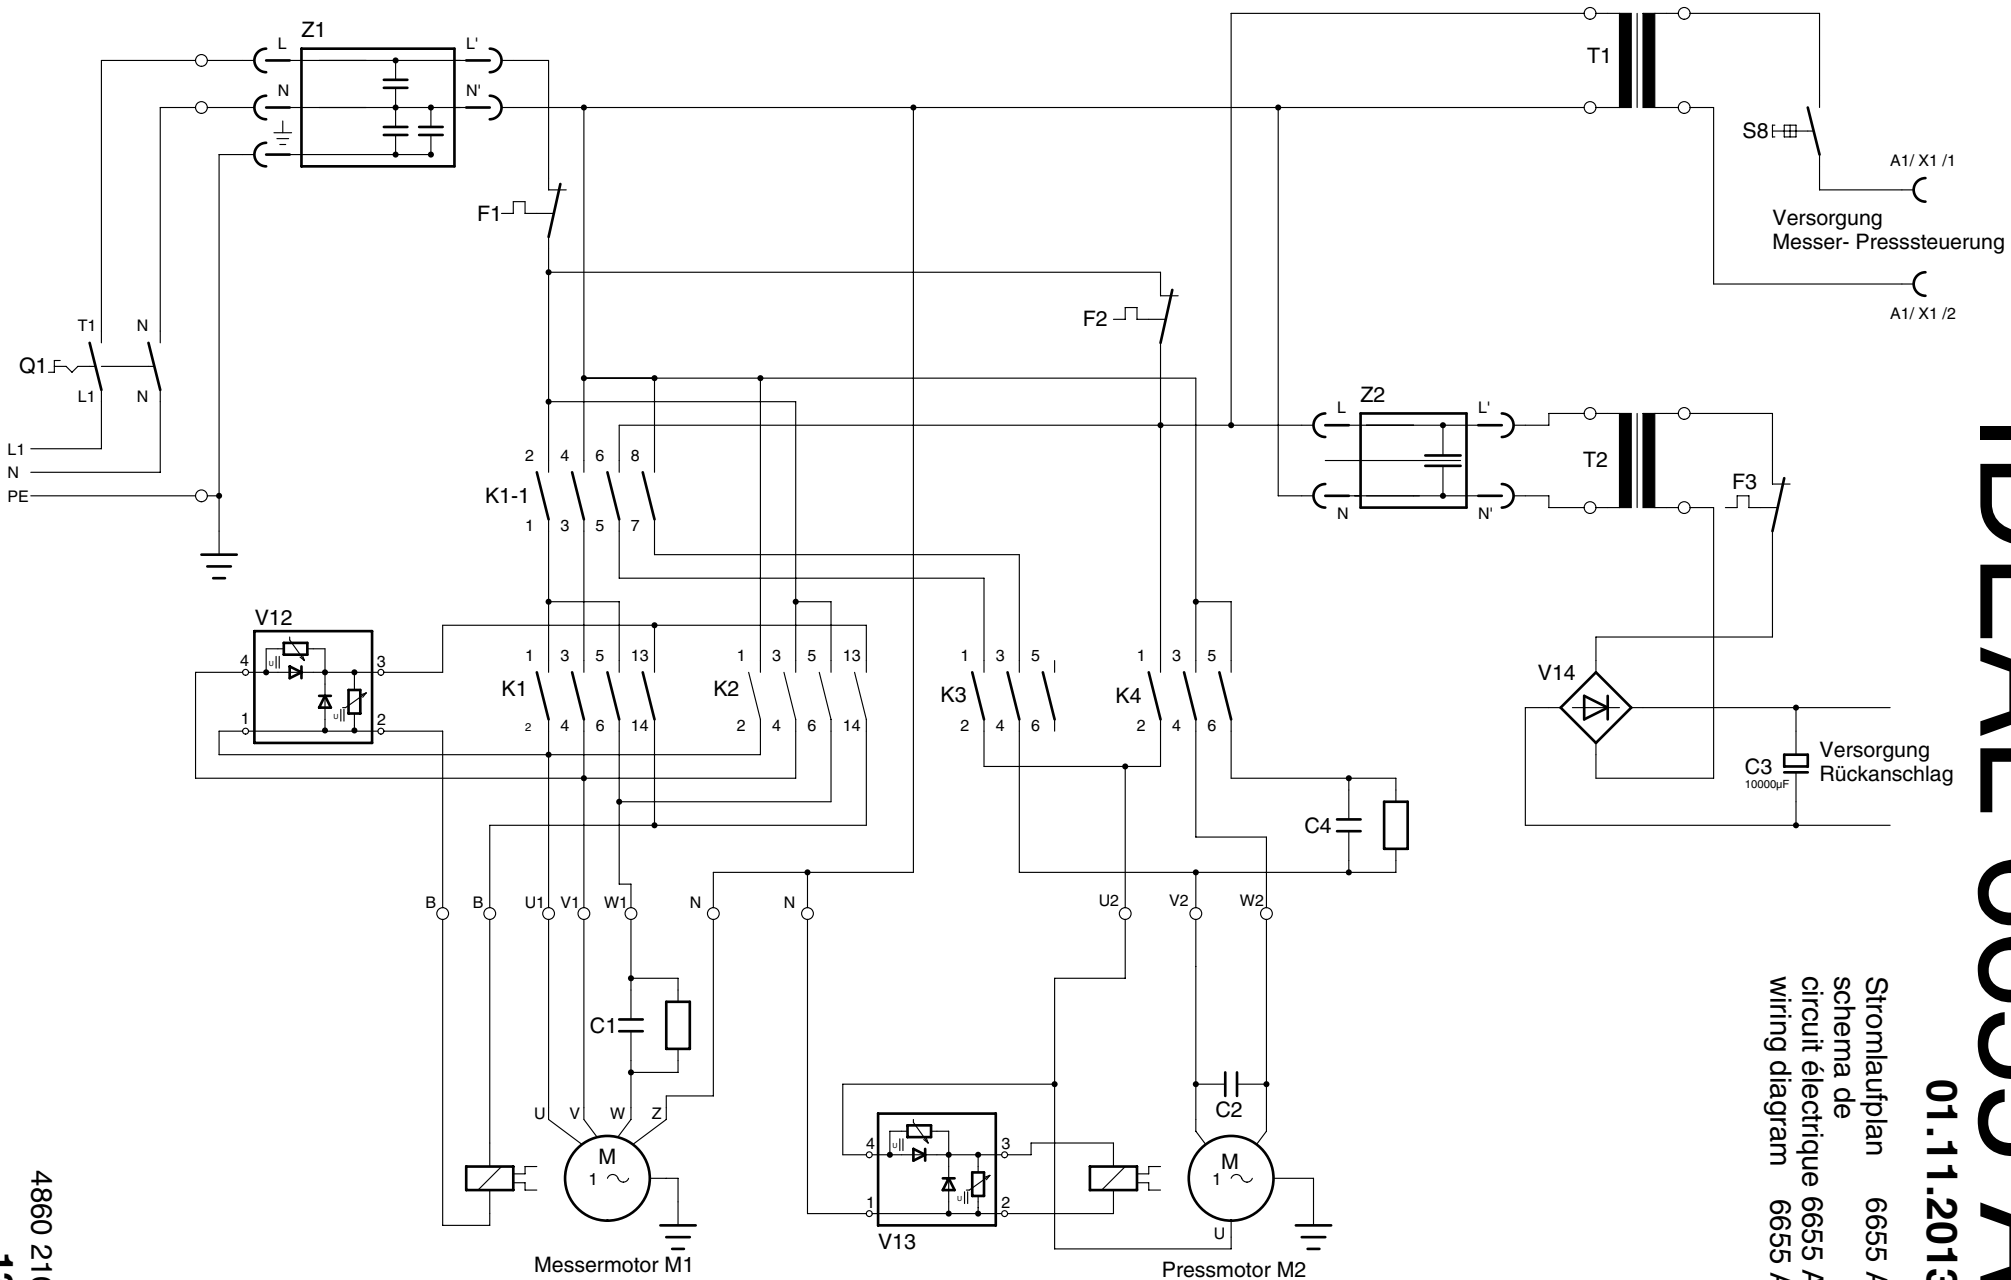 Z1
L
L'
N
N'
T1
S8
A1/ X1 /1
Versorgung
Messer- Presssteuerung
A1/ X1 /2
F1
F2
T1
N
Q1
L1
N
L1
N
PE
Z2
L
L'
N
N'
T2
F3
K1-1
2
4
6
8
1
3
5
7
V12
4
3
1
2
K1
1
3
5
13
2
4
6
14
K2
1
3
5
13
2
4
6
14
K3
1
3
5
2
4
6
K4
1
3
5
2
4
6
V14
C3
10000µF
Versorgung
Rückanschlag
C4
B
B
U1
V1
W1
N
N
U2
V2
W2
C1
C2
U
V
W
Z
M
1
Messermotor M1
4
3
1
2
U
U
V13
M
1
U
Pressmotor M2
01.11.2013
Stromlaufplan 6655
schema de
circuit électrique 6655
wiring diagram 6655
4860